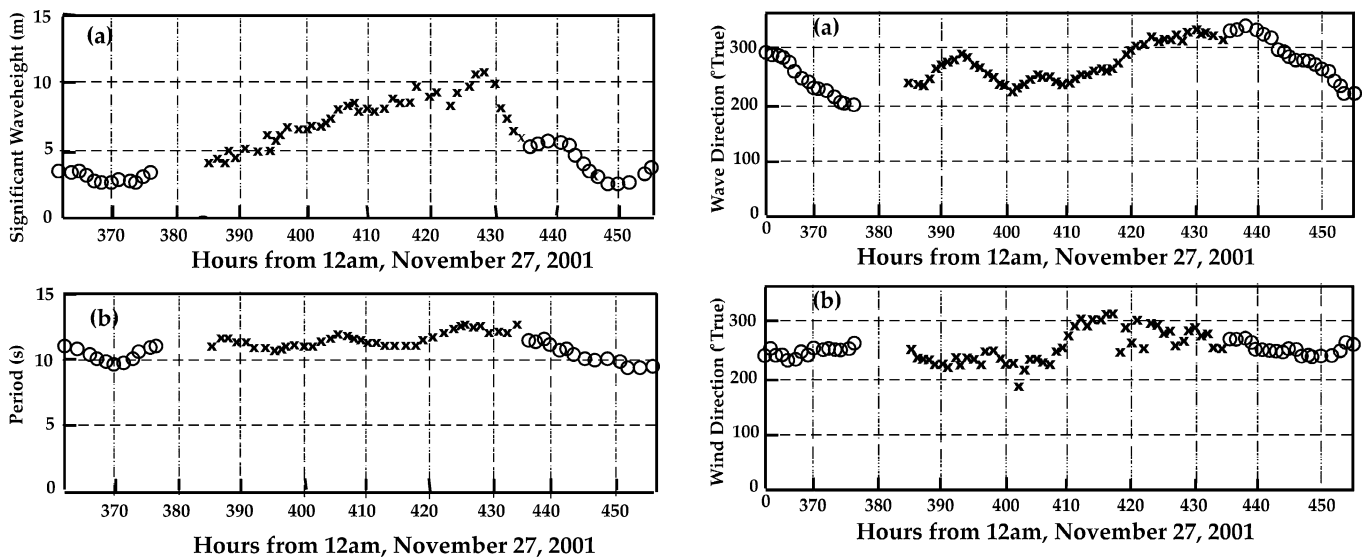 Significant Waveheight (m)
15
10
5
0
(a)
370 380 390 400 410 420 430 440 450
Hours from 12am, November 27, 2001
Wave Direction (°True)
300
200
100
0
(a)
0 370 380 390 400 410 420 430 440 450
Hours from 12am, November 27, 2001
Period (s)
15
10
5
0
(b)
370 380 390 400 410 420 430 440 450
Hours from 12am, November 27, 2001
Wind Direction (°True)
300
200
100
0
(b)
0 370 380 390 400 410 420 430 440 450
Hours from 12am, November 27, 2001